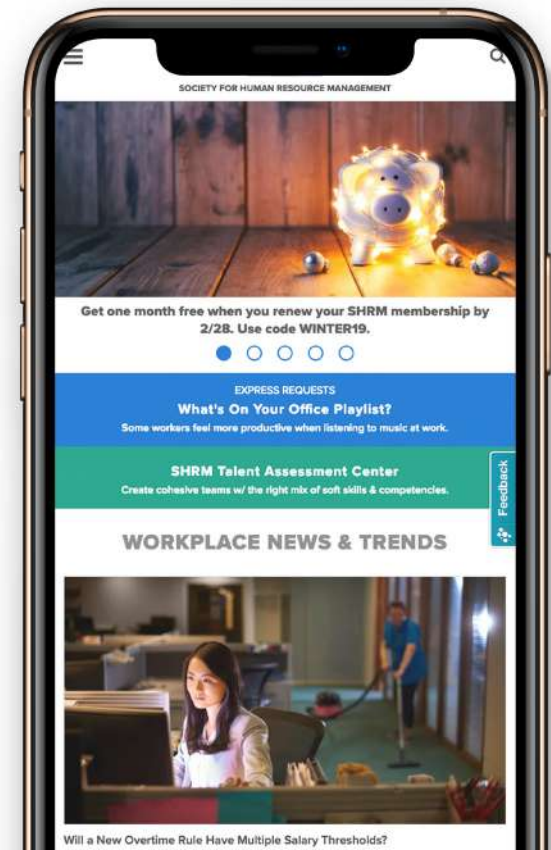 SOCIETY FOR HUMAN RESOURCE MANAGEMENT
Get one month free when you renew your SHRM membership by
2/28. Use code WINTER19.
EXPRESS REQUESTS
What's On Your Office Playlist?
Some workers feel more productive when listening to music at work.
SHRM Talent Assessment Center
Create cohesive teams w/ the right mix of soft skills & competencies.
Feedback
WORKPLACE NEWS & TRENDS
Will a New Overtime Rule Have Multiple Salary Thresholds?